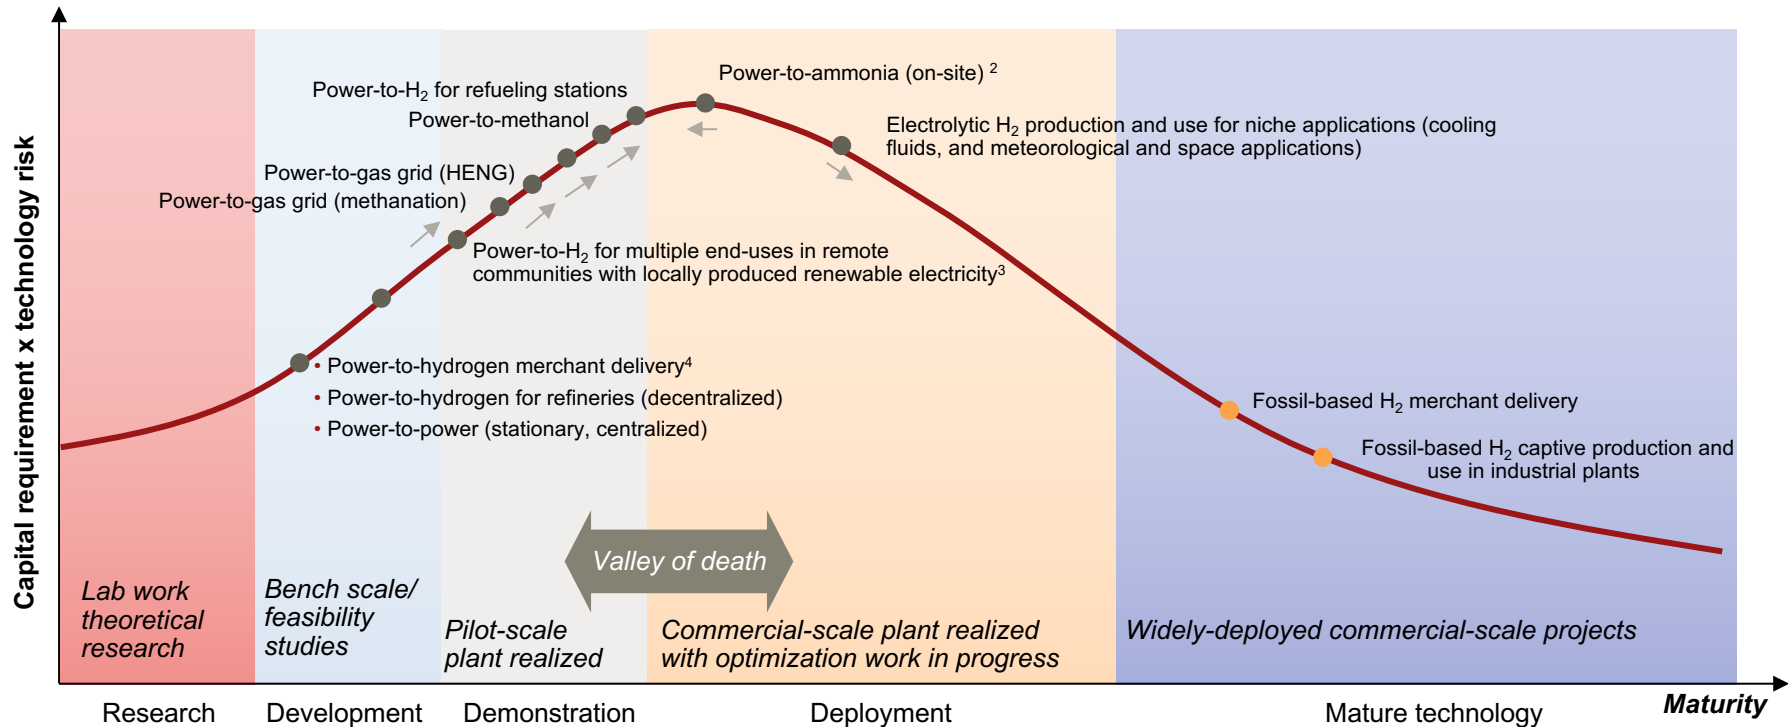 Capital requirement x technology risk
Power-to-ammonia (on-site) ²
Power-to-H₂ for refueling stations
Power-to-methanol
Electrolytic H₂ production and use for niche applications (cooling
fluids, and meteorological and space applications)
Power-to-gas grid (HENG)
Power-to-gas grid (methanation)
Power-to-H₂ for multiple end-uses in remote
communities with locally produced renewable electricity³
• Power-to-hydrogen merchant delivery⁴
• Power-to-hydrogen for refineries (decentralized)
• Power-to-power (stationary, centralized)
Fossil-based H₂ merchant delivery
Fossil-based H₂ captive production and
use in industrial plants
Valley of death
Lab work
theoretical
research
Bench scale/
feasibility
studies
Pilot-scale
plant realized
Commercial-scale plant realized
with optimization work in progress
Widely-deployed commercial-scale projects
Research
Development
Demonstration
Deployment
Mature technology
Maturity